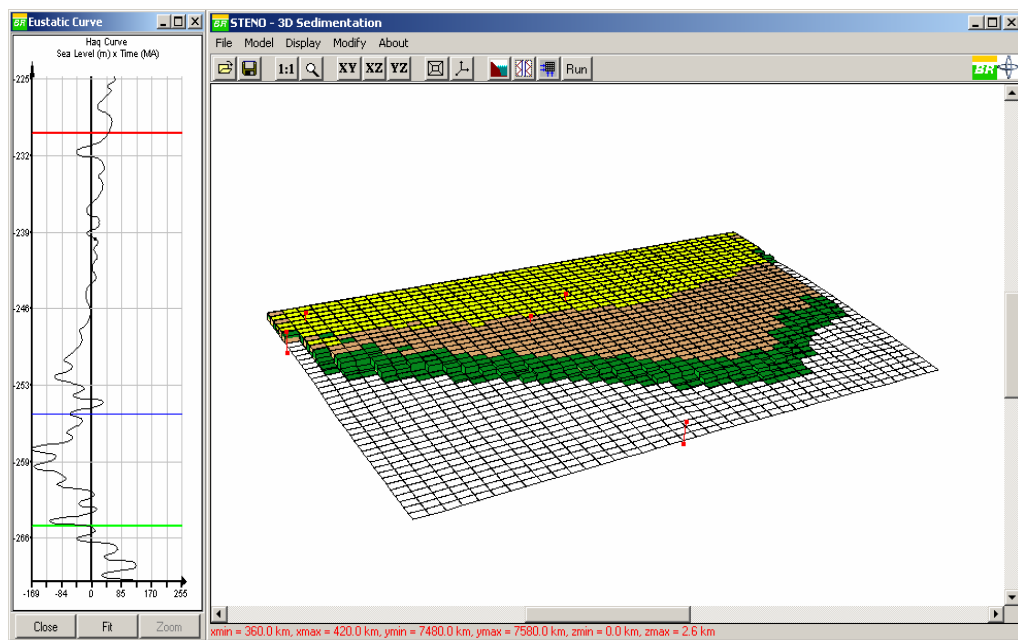 BR Eustatic Curve
Haq Curve
Sea Level (m) x Time (MA)
-225
-232
-239
-246
-253
-259
-266
-169 -84 0 85 170 255
Close Fit Zoom
BR STENO - 3D Sedimentation
File Model Display Modify About
1:1 XY XZ YZ Run BR
xmin = 360.0 km, xmax = 420.0 km, ymin = 7480.0 km, ymax = 7580.0 km, zmin = 0.0 km, zmax = 2.6 km